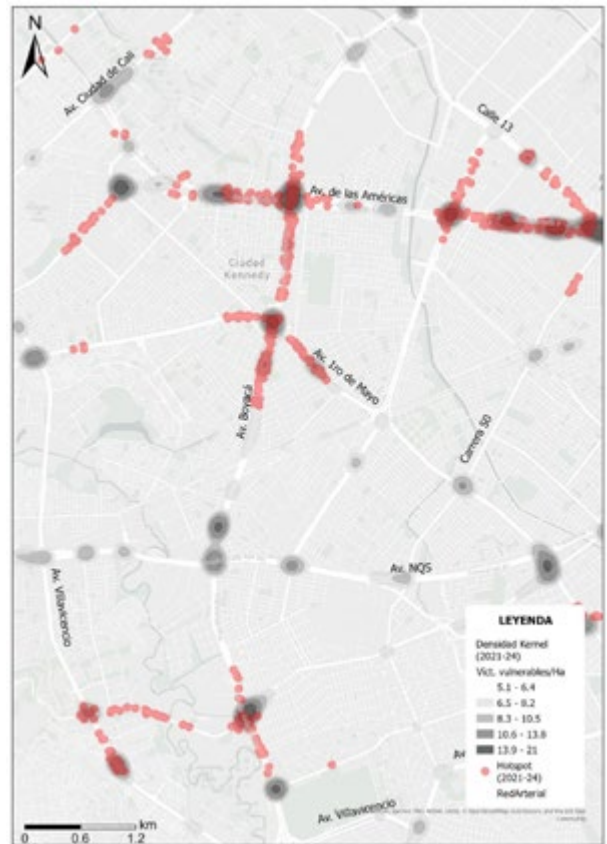 N
Av. Ciudad de Cali
Calle 13
Av. de las Américas
Ciudad
Kennedy
Av. 1ro de Mayo
Av. Boyacá
Carrera 50
Av. NQS
Av. Villavicencio
LEYENDA
Densidad Kernel
(2021-24)
Vict. vulnerables/Ha
5.1 - 6.4
6.5 - 8.2
8.3 - 10.5
10.6 - 13.8
13.9 - 21
Hotspot
(2021-24)
RedArterial
Av
Av. Villavicencio
km
0 0.6 1.2